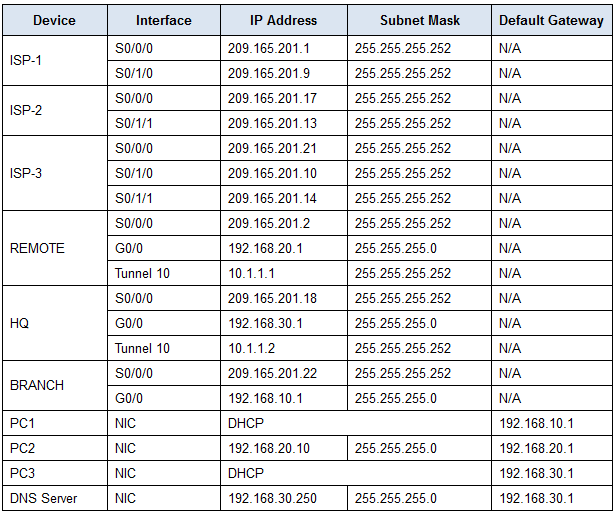 Device Interface IP Address Subnet Mask Default Gateway
ISP-1 S0/0/0 209.165.201.1 255.255.255.252 N/A
S0/1/0 209.165.201.9 255.255.255.252 N/A
ISP-2 S0/0/0 209.165.201.17 255.255.255.252 N/A
S0/1/1 209.165.201.13 255.255.255.252 N/A
ISP-3 S0/0/0 209.165.201.21 255.255.255.252 N/A
S0/1/0 209.165.201.10 255.255.255.252 N/A
S0/1/1 209.165.201.14 255.255.255.252 N/A
REMOTE S0/0/0 209.165.201.2 255.255.255.252 N/A
G0/0 192.168.20.1 255.255.255.0 N/A
Tunnel 10 10.1.1.1 255.255.255.252 N/A
HQ S0/0/0 209.165.201.18 255.255.255.252 N/A
G0/0 192.168.30.1 255.255.255.0 N/A
Tunnel 10 10.1.1.2 255.255.255.252 N/A
BRANCH S0/0/0 209.165.201.22 255.255.255.252 N/A
G0/0 192.168.10.1 255.255.255.0 N/A
PC1 NIC DHCP 192.168.10.1
PC2 NIC 192.168.20.10 255.255.255.0 192.168.20.1
PC3 NIC DHCP 192.168.30.1
DNS Server NIC 192.168.30.250 255.255.255.0 192.168.30.1